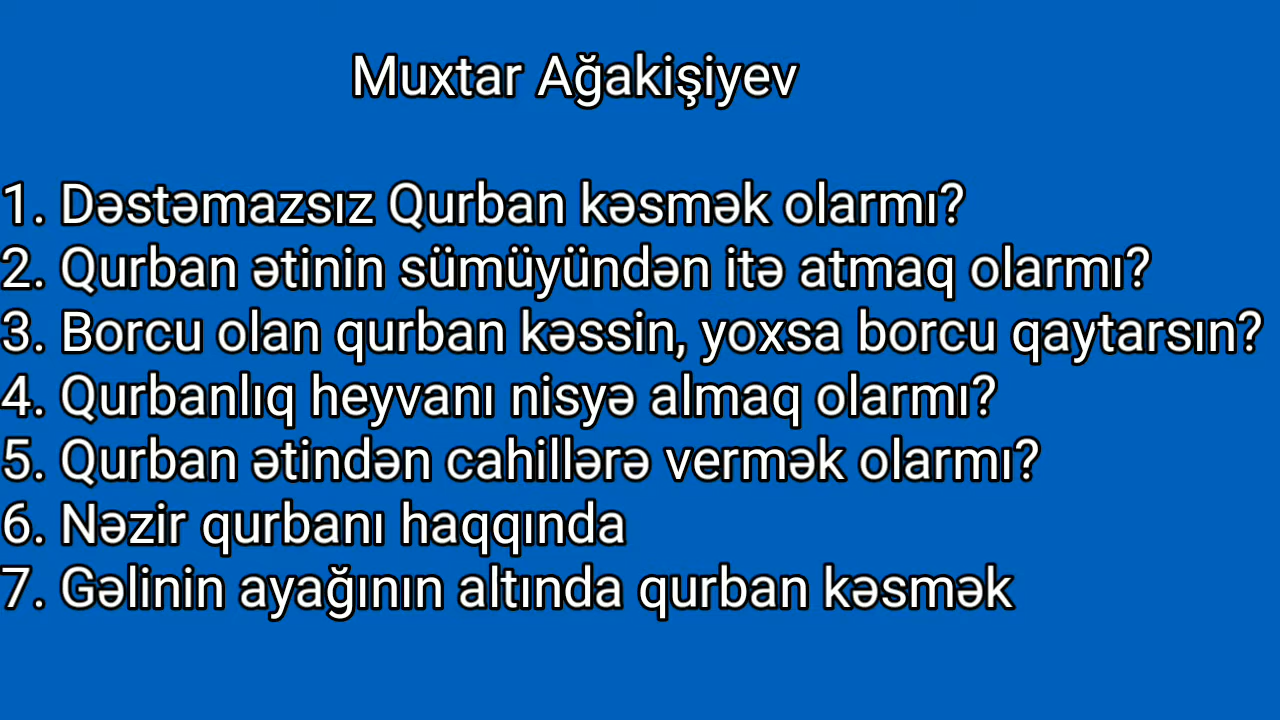 Muxtar Ağakişiyev
1. Dəstəmazsız Qurban kəsmək olarmı?
2. Qurban ətinin sümüyündən itə atmaq olarmı?
3. Borcu olan qurban kəssin, yoxsa borcu qaytarsın?
4. Qurbanlıq heyvanı nisyə almaq olarmı?
5. Qurban ətindən cahillərə vermək olarmı?
6. Nəzir qurbanı haqqında
7. Gəlinin ayağının altında qurban kəsmək